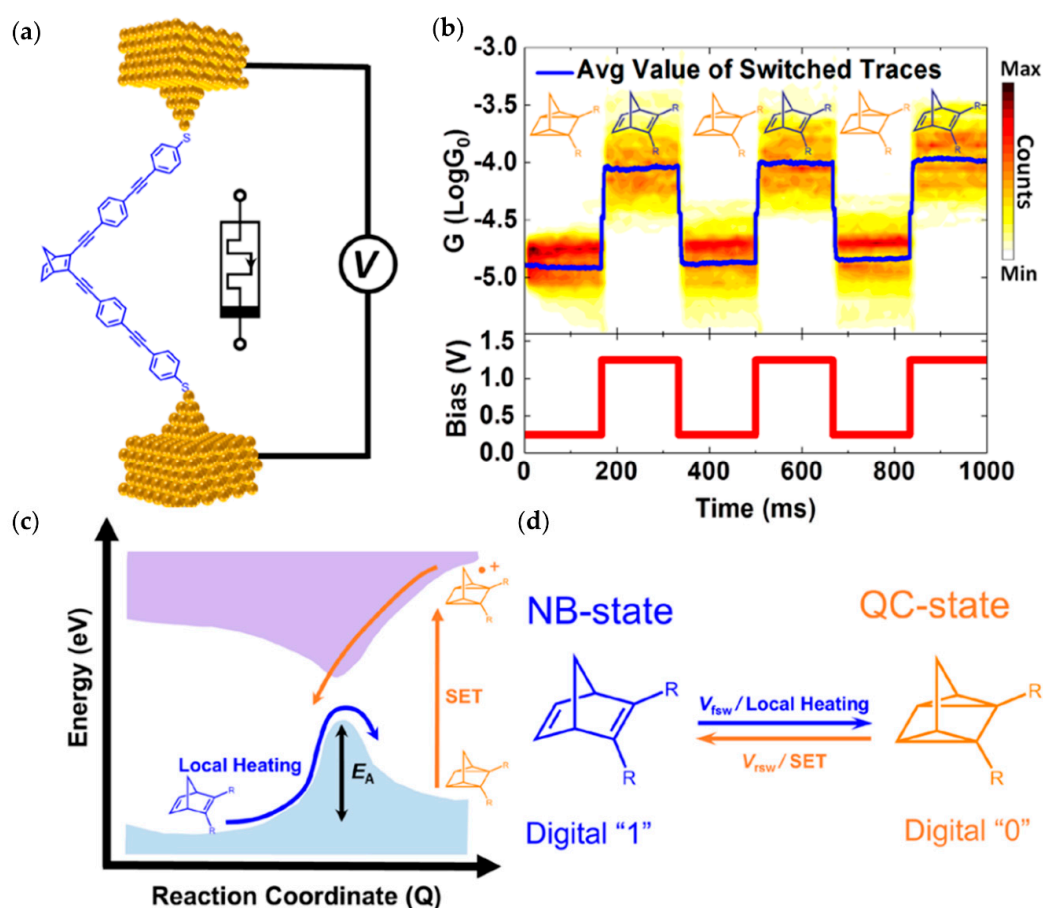 (a)
S
S
V
(b)
G (LogG0)
-3.0
-3.5
-4.0
-4.5
-5.0
Avg Value of Switched Traces
R
R
R
R
R
R
R
R
R
R
R
R
Max
Counts
Min
Bias (V)
1.5
1.0
0.5
0.0
0 200 400 600 800 1000
Time (ms)
(c)
Energy (eV)
• +
R
R
SET
Local Heating
EA
R
R
R
R
Reaction Coordinate (Q)
(d)
NB-state
QC-state
R
R
Vfsw / Local Heating
Vrsw / SET
R
R
Digital “1”
Digital “0”